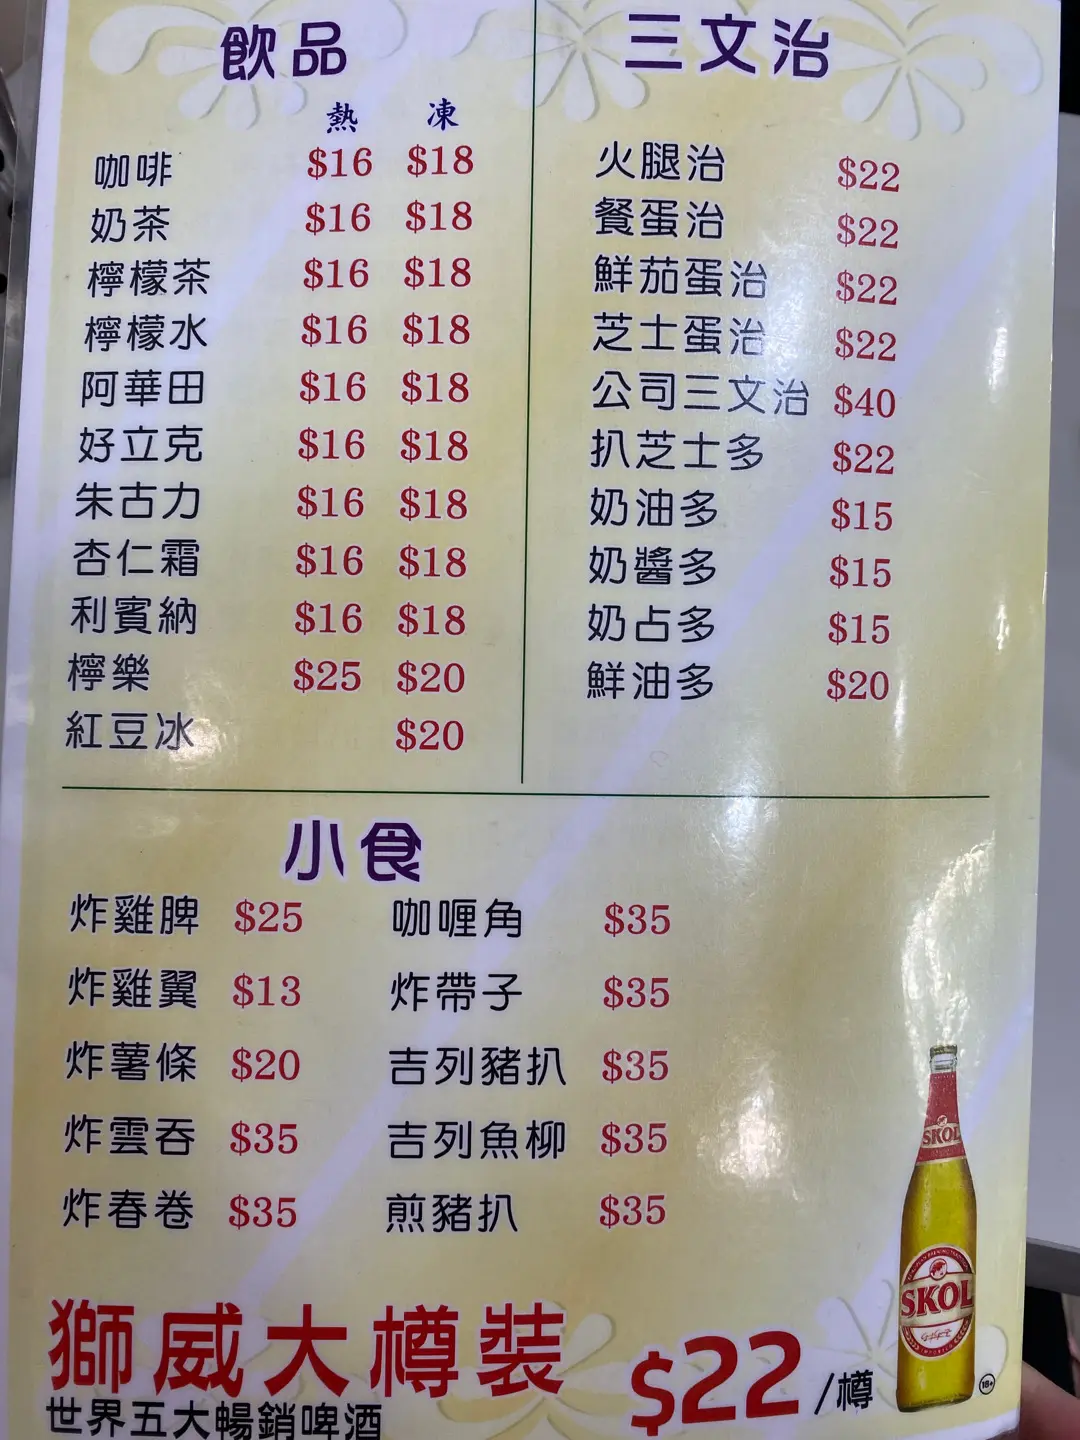 飲品
熱 凍
咖啡 $16 $18
奶茶 $16 $18
檸檬茶 $16 $18
檸檬水 $16 $18
阿華田 $16 $18
好立克 $16 $18
朱古力 $16 $18
杏仁霜 $16 $18
利賓納 $16 $18
檸樂 $25 $20
紅豆冰 $20
三文治
火腿治 $22
餐蛋治 $22
鮮茄蛋治 $22
芝士蛋治 $22
公司三文治 $40
扒芝士多 $22
奶油多 $15
奶醬多 $15
奶占多 $15
鮮油多 $20
小食
炸雞脾 $25 咖喱角 $35
炸雞翼 $13 炸帶子 $35
炸薯條 $20 吉列豬扒 $35
炸雲吞 $35 吉列魚柳 $35
炸春卷 $35 煎豬扒 $35
獅威大樽裝 $22/樽
世界五大暢銷啤酒
SKOL
SKOL
18+